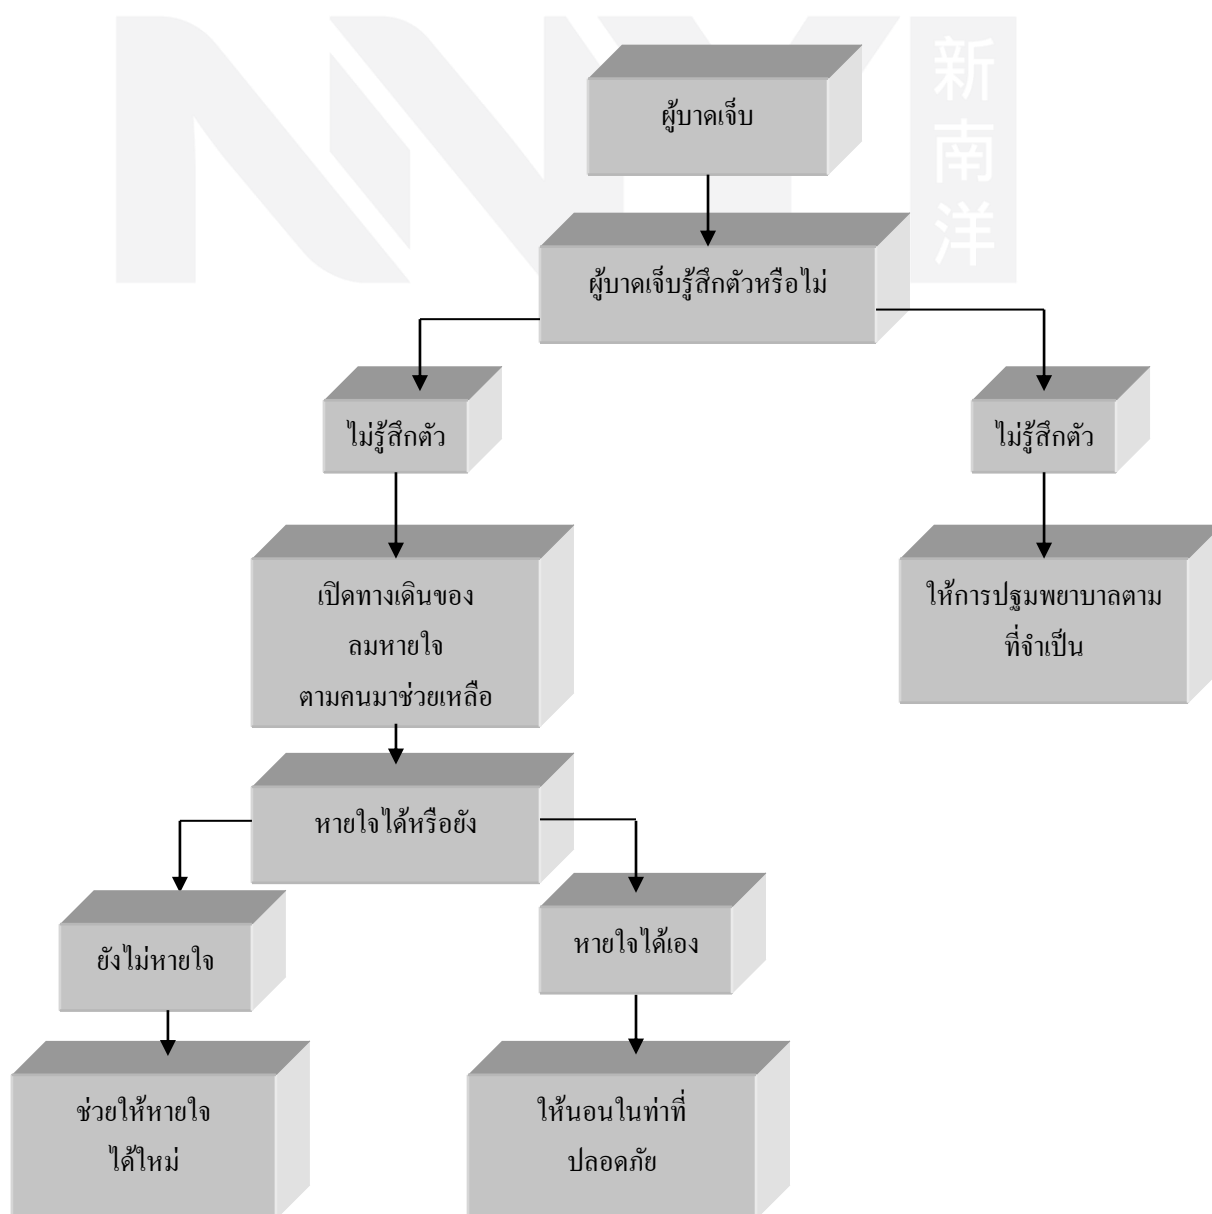 新
南
洋
ผู้บาดเจ็บ
ผู้บาดเจ็บรู้สึกตัวหรือไม่
ไม่รู้สึกตัว
ไม่รู้สึกตัว
เปิดทางเดินของ
ลมหายใจ
ตามคนมาช่วยเหลือ
ให้การปฐมพยาบาลตาม
ที่จำเป็น
หายใจได้หรือยัง
ยังไม่หายใจ
หายใจได้เอง
ช่วยให้หายใจ
ได้ใหม่
ให้นอนในท่าที่
ปลอดภัย